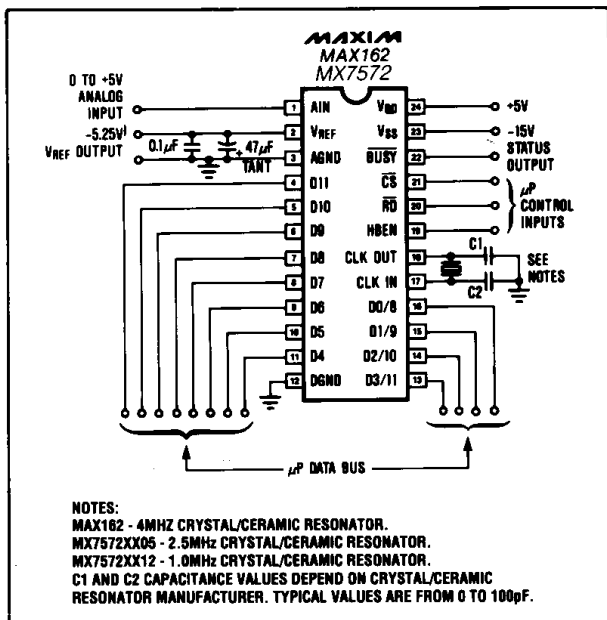 MAXIM
MAX162
MX7572
0 TO +5V
ANALOG
INPUT
-5.25V
VREF OUTPUT
0.1µF
+ 47µF
TANT
1 AIN
2 VREF
3 AGND
4 D11
5 D10
6 D9
7 D8
8 D7
9 D6
10 D5
11 D4
12 DGND
VDD 24 +5V
VSS 23 -15V
BUSY 22 STATUS
OUTPUT
CS 21
RD 20
HBEN 19
µP
CONTROL
INPUTS
CLK OUT 18
CLK IN 17
C1
C2
SEE
NOTES
D0/8 16
D1/9 15
D2/10 14
D3/11 13
µP DATA BUS
NOTES:
MAX162 - 4MHZ CRYSTAL/CERAMIC RESONATOR.
MX7572XX05 - 2.5MHz CRYSTAL/CERAMIC RESONATOR.
MX7572XX12 - 1.0MHz CRYSTAL/CERAMIC RESONATOR.
C1 AND C2 CAPACITANCE VALUES DEPEND ON CRYSTAL/CERAMIC
RESONATOR MANUFACTURER. TYPICAL VALUES ARE FROM 0 TO 100pF.